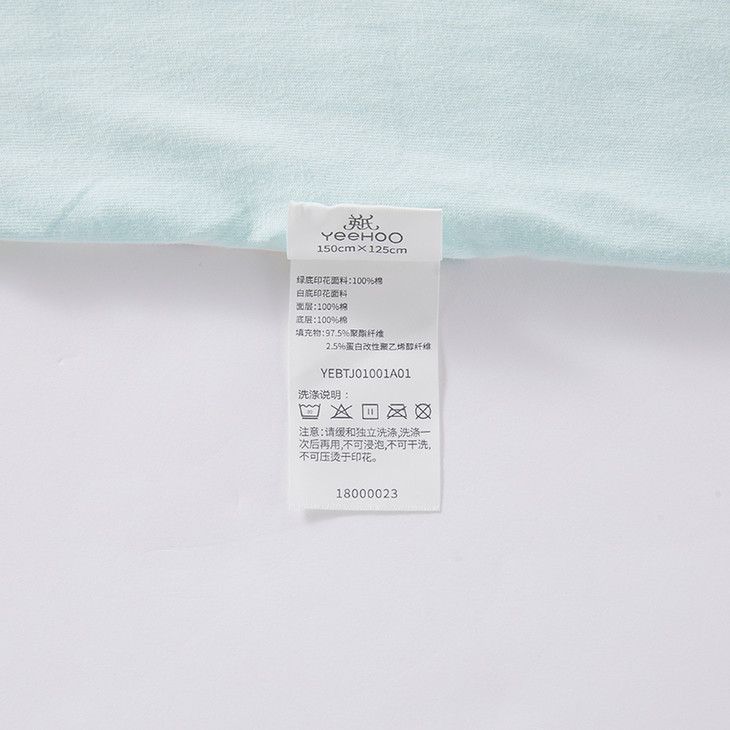 英氏
YeeHOO
150cm×125cm
绿底印花面料:100%棉
白底印花面料
面层:100%棉
底层:100%棉
填充物:97.5%聚酯纤维
2.5%蛋白改性聚乙烯醇纤维
YEBTJ01001A01
洗涤说明:
注意:请缓和独立洗涤,洗涤一
次后再用,不可浸泡,不可干洗,
不可压烫于印花。
18000023